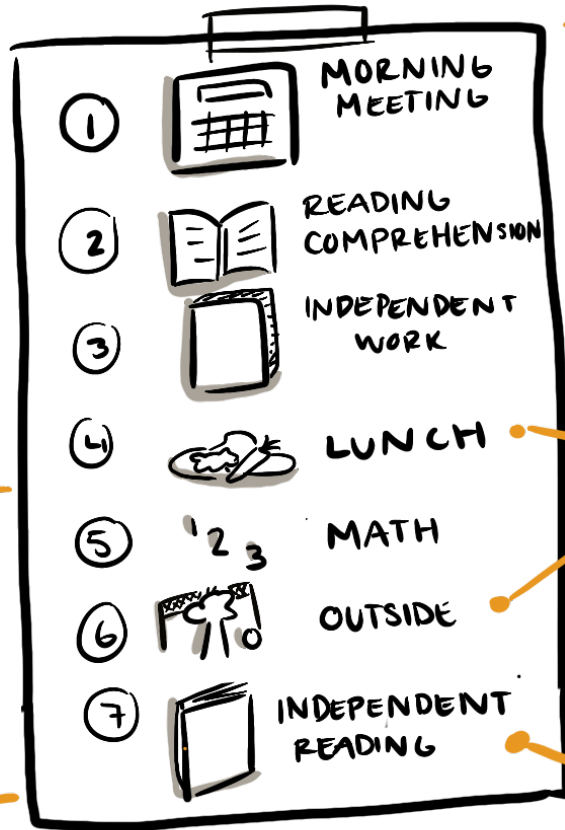 1
MORNING
MEETING
2
READING
COMPREHENSION
3
INDEPENDENT
WORK
4
LUNCH
5
1 2 3
MATH
6
OUTSIDE
7
INDEPENDENT
READING